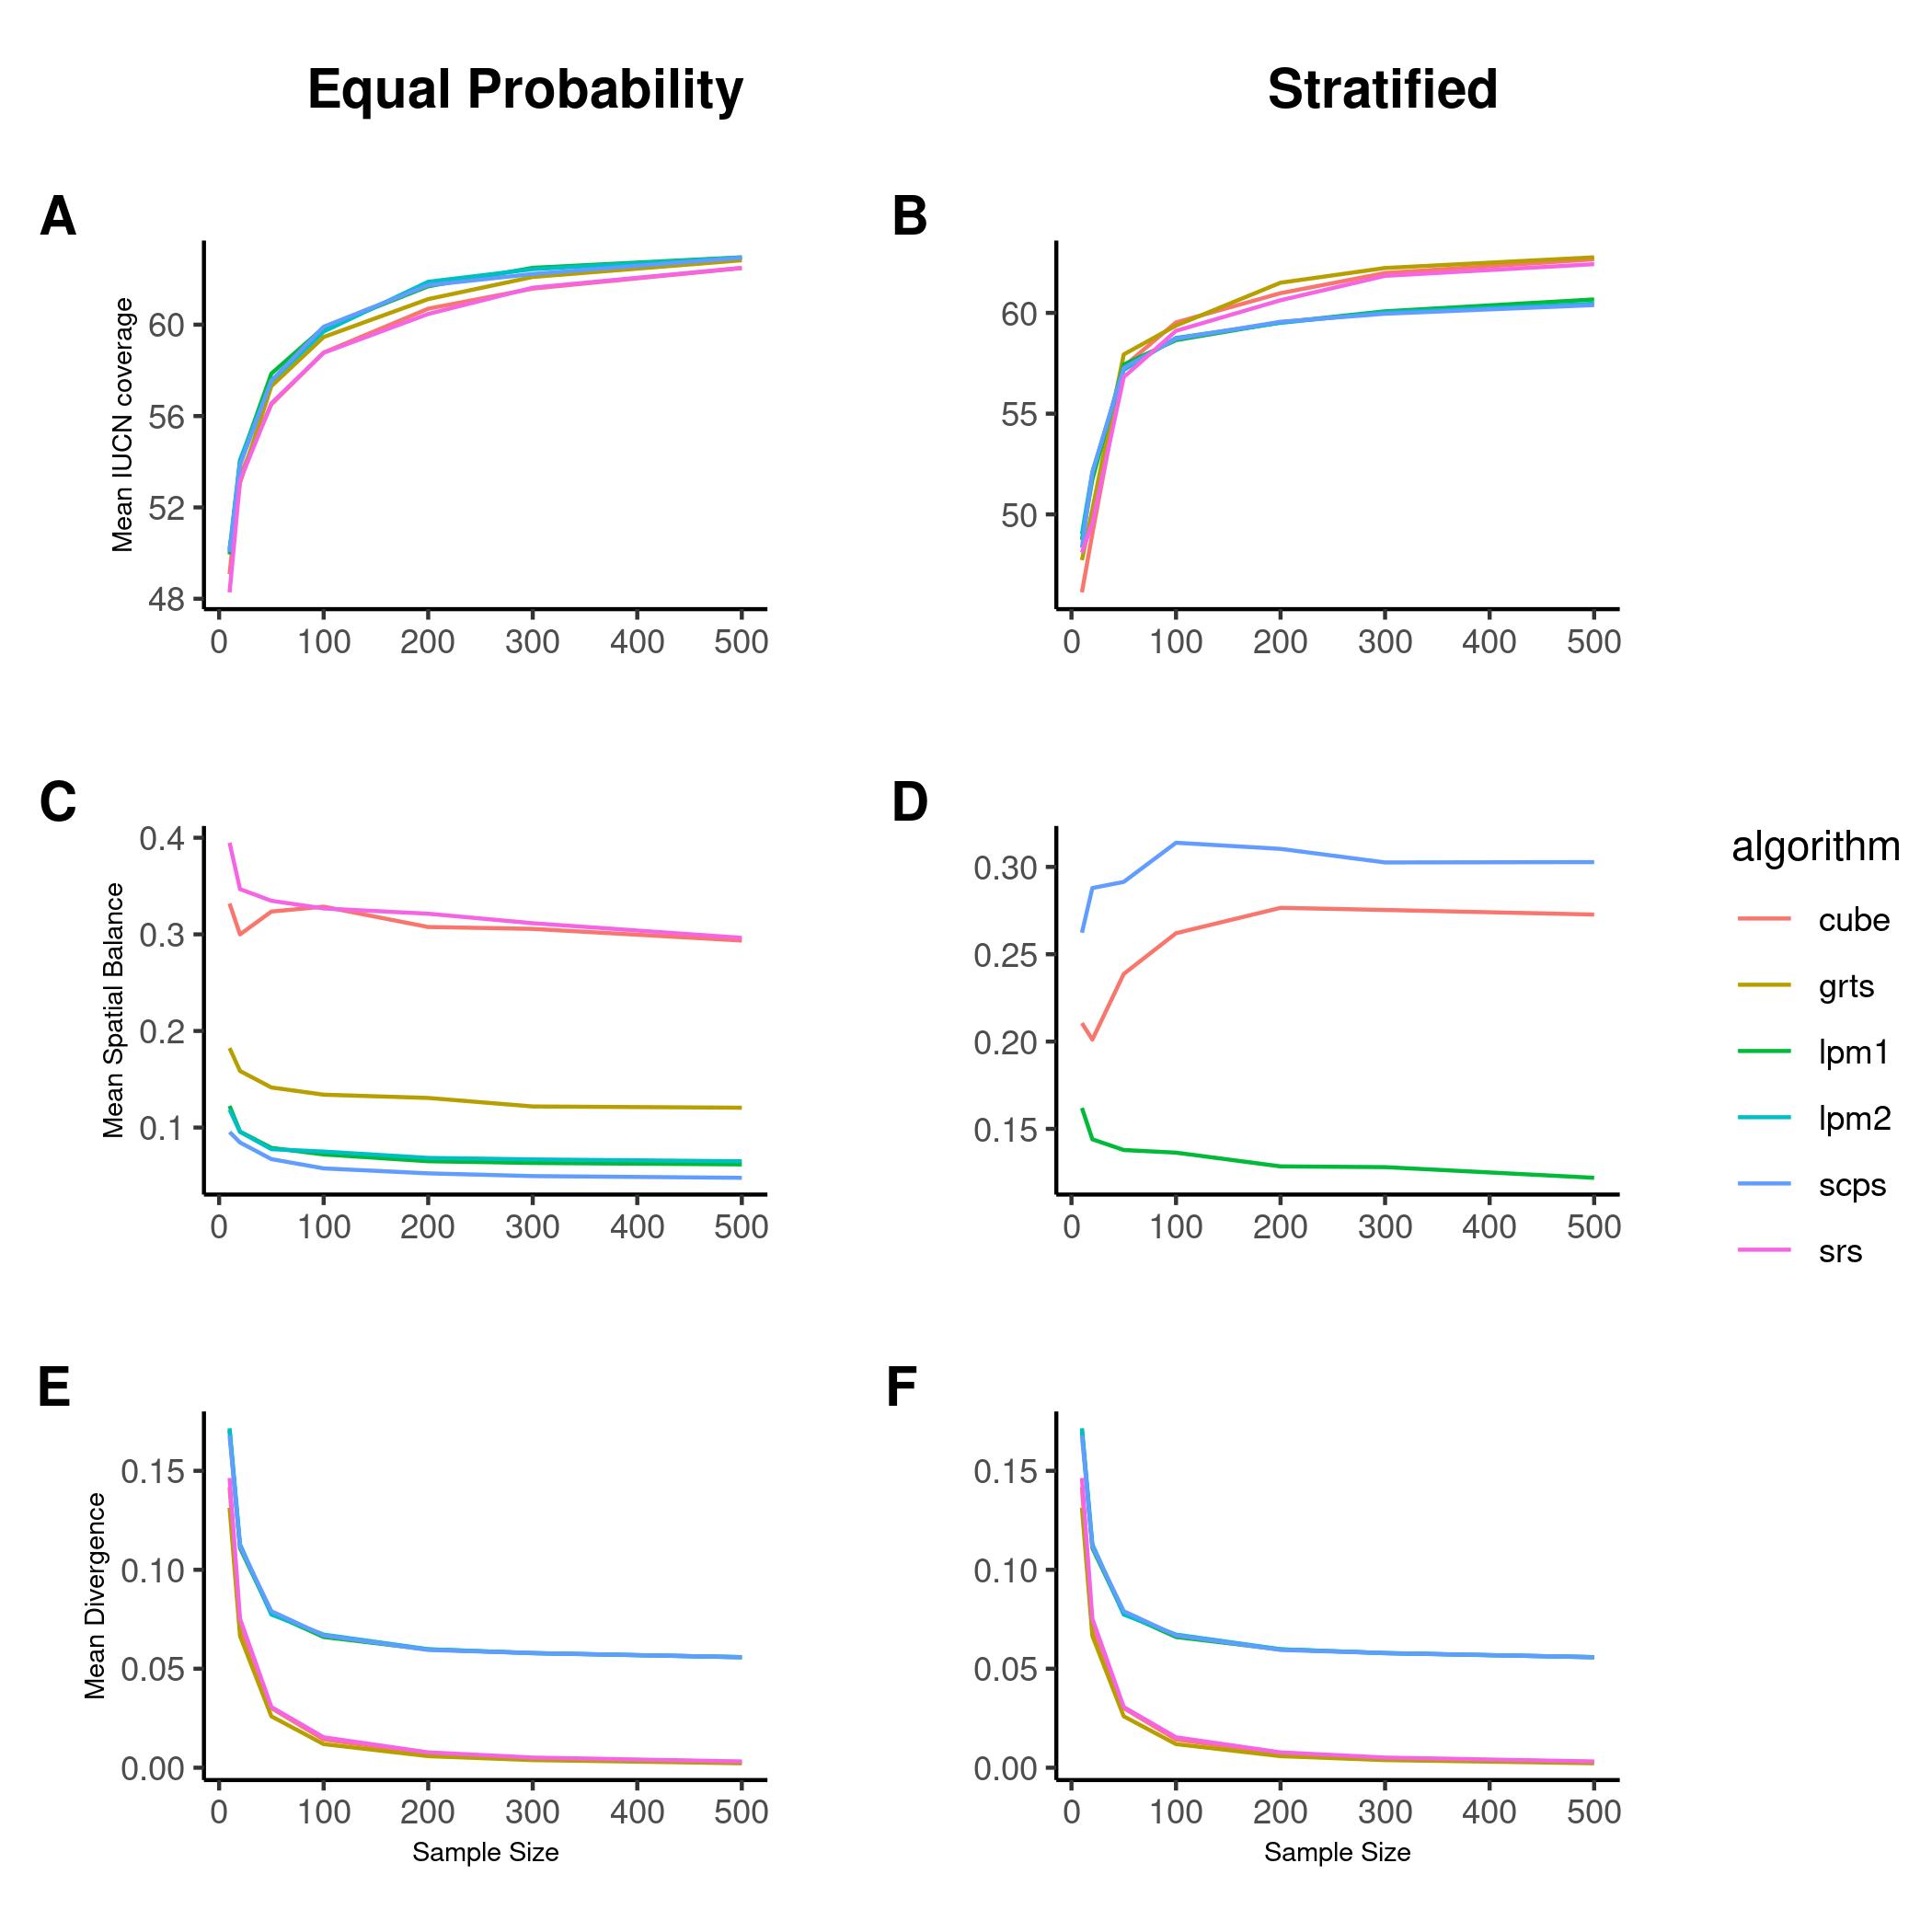 Equal Probability
Stratified
A
B
Mean IUCN coverage
60
56
52
48
0 100 200 300 400 500
60
55
50
0 100 200 300 400 500
C
D
Mean Spatial Balance
0.4
0.3
0.2
0.1
0 100 200 300 400 500
0.30
0.25
0.20
0.15
0 100 200 300 400 500
algorithm
cube
grts
lpm1
lpm2
scps
srs
E
F
Mean Divergence
0.15
0.10
0.05
0.00
0 100 200 300 400 500
Sample Size
0.15
0.10
0.05
0.00
0 100 200 300 400 500
Sample Size